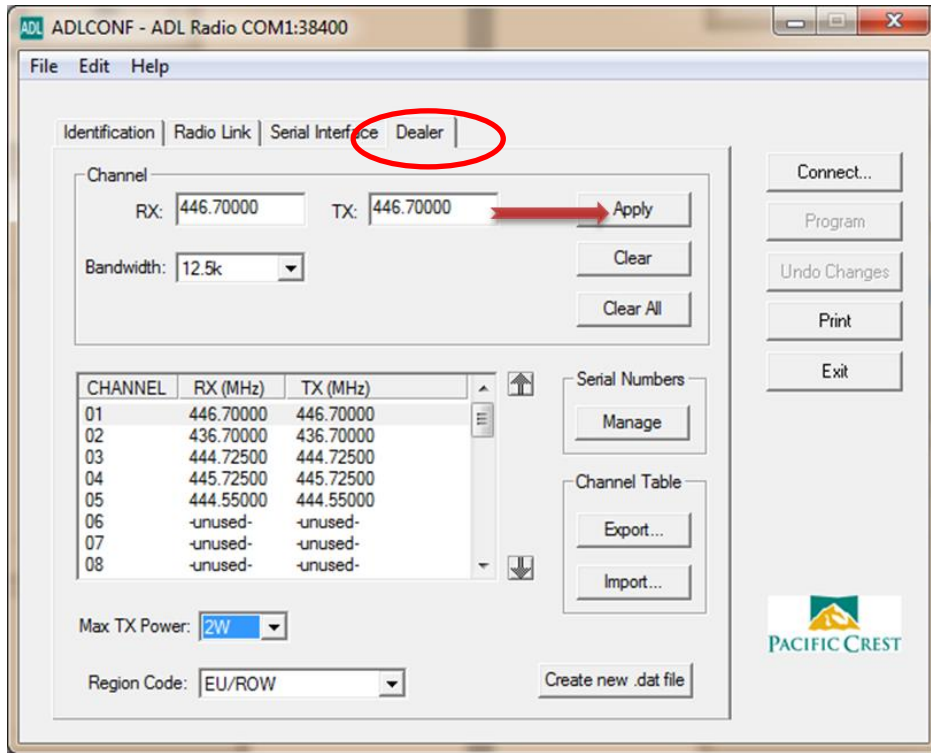 ADL ADLCONF - ADL Radio COM1:38400
File Edit Help
Identification Radio Link Serial Interface Dealer
Channel
RX: 446.70000 TX: 446.70000 Apply
Bandwidth: 12.5k Clear
Clear All
CHANNEL RX (MHz) TX (MHz)
01 446.70000 446.70000
02 436.70000 436.70000
03 444.72500 444.72500
04 445.72500 445.72500
05 444.55000 444.55000
06 -unused- -unused-
07 -unused- -unused-
08 -unused- -unused-
Serial Numbers
Manage
Channel Table
Export...
Import...
Max TX Power: 2W
Region Code: EU/ROW
Create new .dat file
Connect...
Program
Undo Changes
Print
Exit
PACIFIC CREST